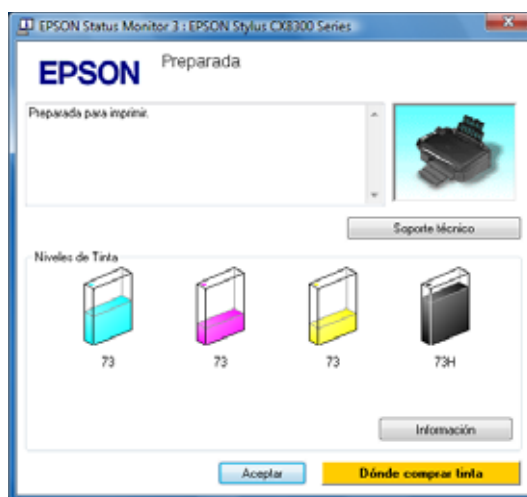 EPSON Status Monitor 3 : EPSON Stylus CX8300 Series
EPSON
Preparada
Preparada para imprimir.
Soporte técnico
Niveles de Tinta
73 73 73 73H
Información
Aceptar Dónde comprar tinta